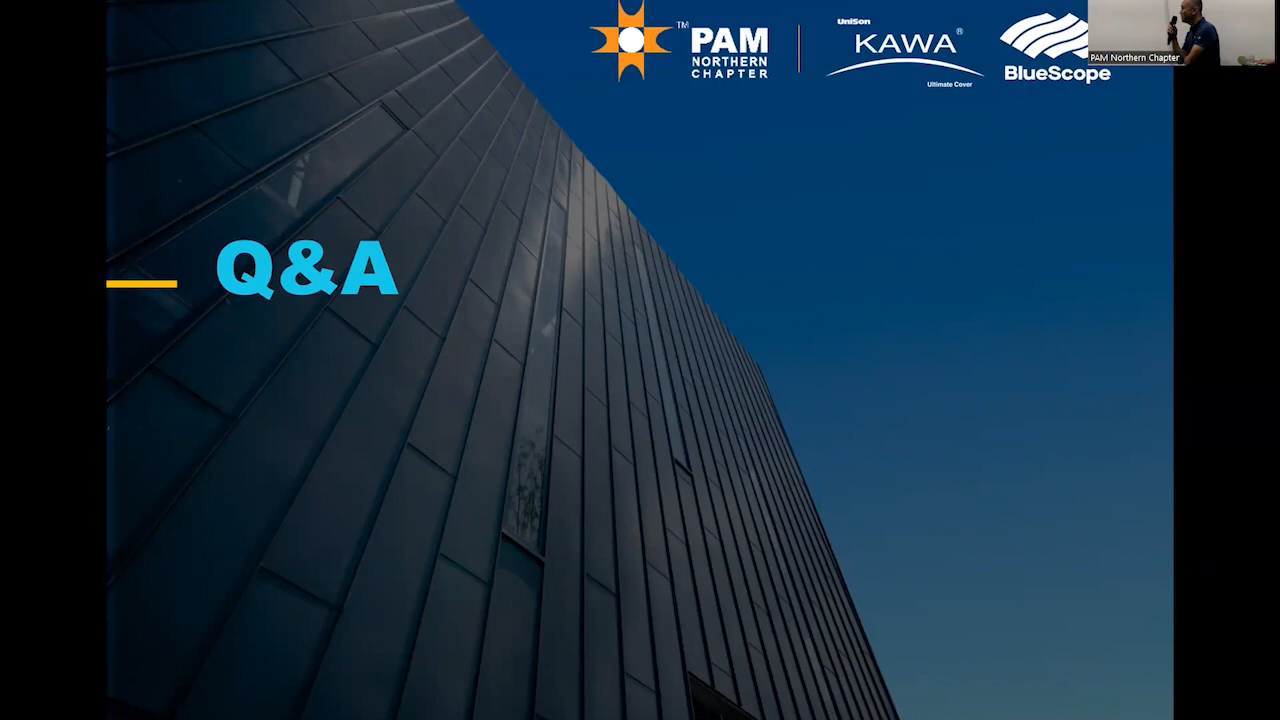 TM
PAM
NORTHERN
CHAPTER
UniSon
KAWA®
Ultimate Cover
BlueScope
PAM Northern Chapter
Q&A